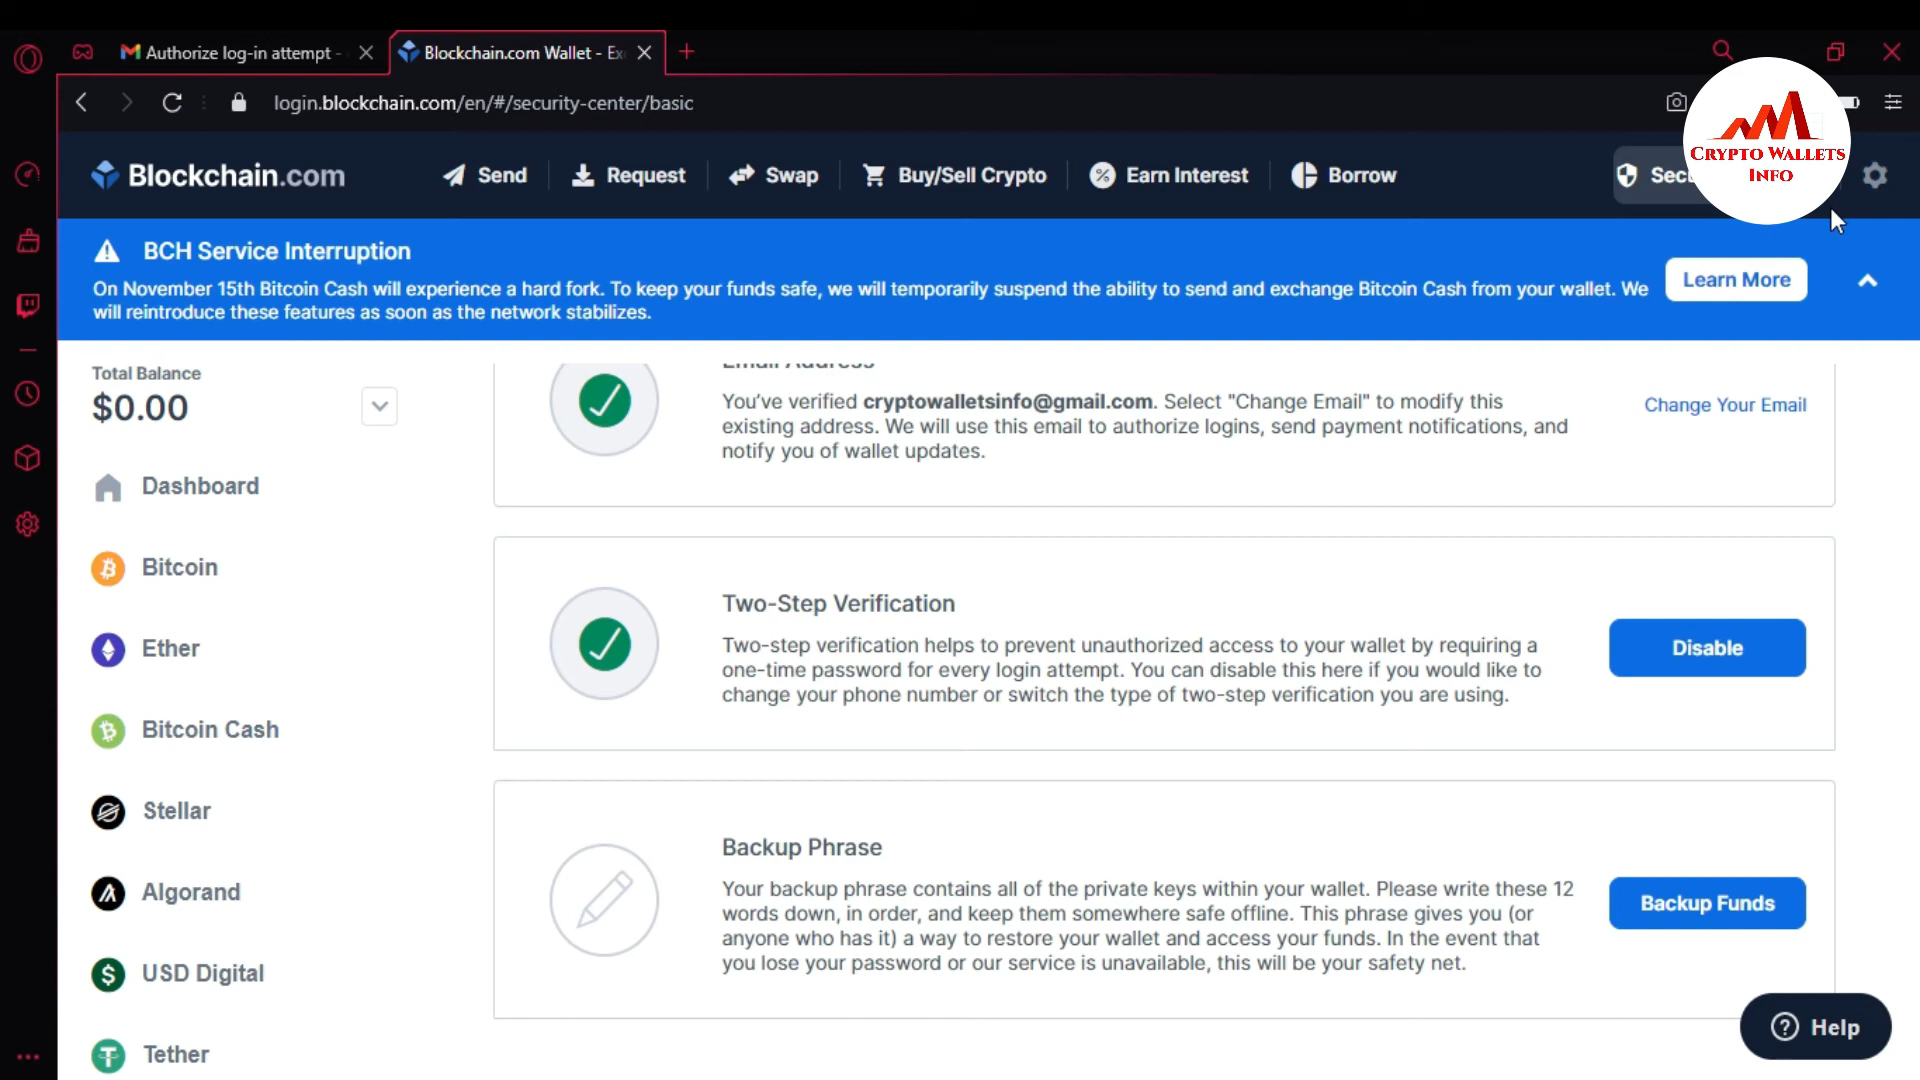 Authorize log-in attempt -
Blockchain.com Wallet - Ex
login.blockchain.com/en/#/security-center/basic
Blockchain.com
Send
Request
Swap
Buy/Sell Crypto
Earn Interest
Borrow
Sec
CRYPTO WALLETS
INFO
BCH Service Interruption
On November 15th Bitcoin Cash will experience a hard fork. To keep your funds safe, we will temporarily suspend the ability to send and exchange Bitcoin Cash from your wallet. We
will reintroduce these features as soon as the network stabilizes.
Learn More
Total Balance
$0.00
Dashboard
Bitcoin
Ether
Bitcoin Cash
Stellar
Algorand
USD Digital
Tether
Email Address
You've verified cryptowalletsinfo@gmail.com. Select "Change Email" to modify this
existing address. We will use this email to authorize logins, send payment notifications, and
notify you of wallet updates.
Change Your Email
Two-Step Verification
Two-step verification helps to prevent unauthorized access to your wallet by requiring a
one-time password for every login attempt. You can disable this here if you would like to
change your phone number or switch the type of two-step verification you are using.
Disable
Backup Phrase
Your backup phrase contains all of the private keys within your wallet. Please write these 12
words down, in order, and keep them somewhere safe offline. This phrase gives you (or
anyone who has it) a way to restore your wallet and access your funds. In the event that
you lose your password or our service is unavailable, this will be your safety net.
Backup Funds
Help